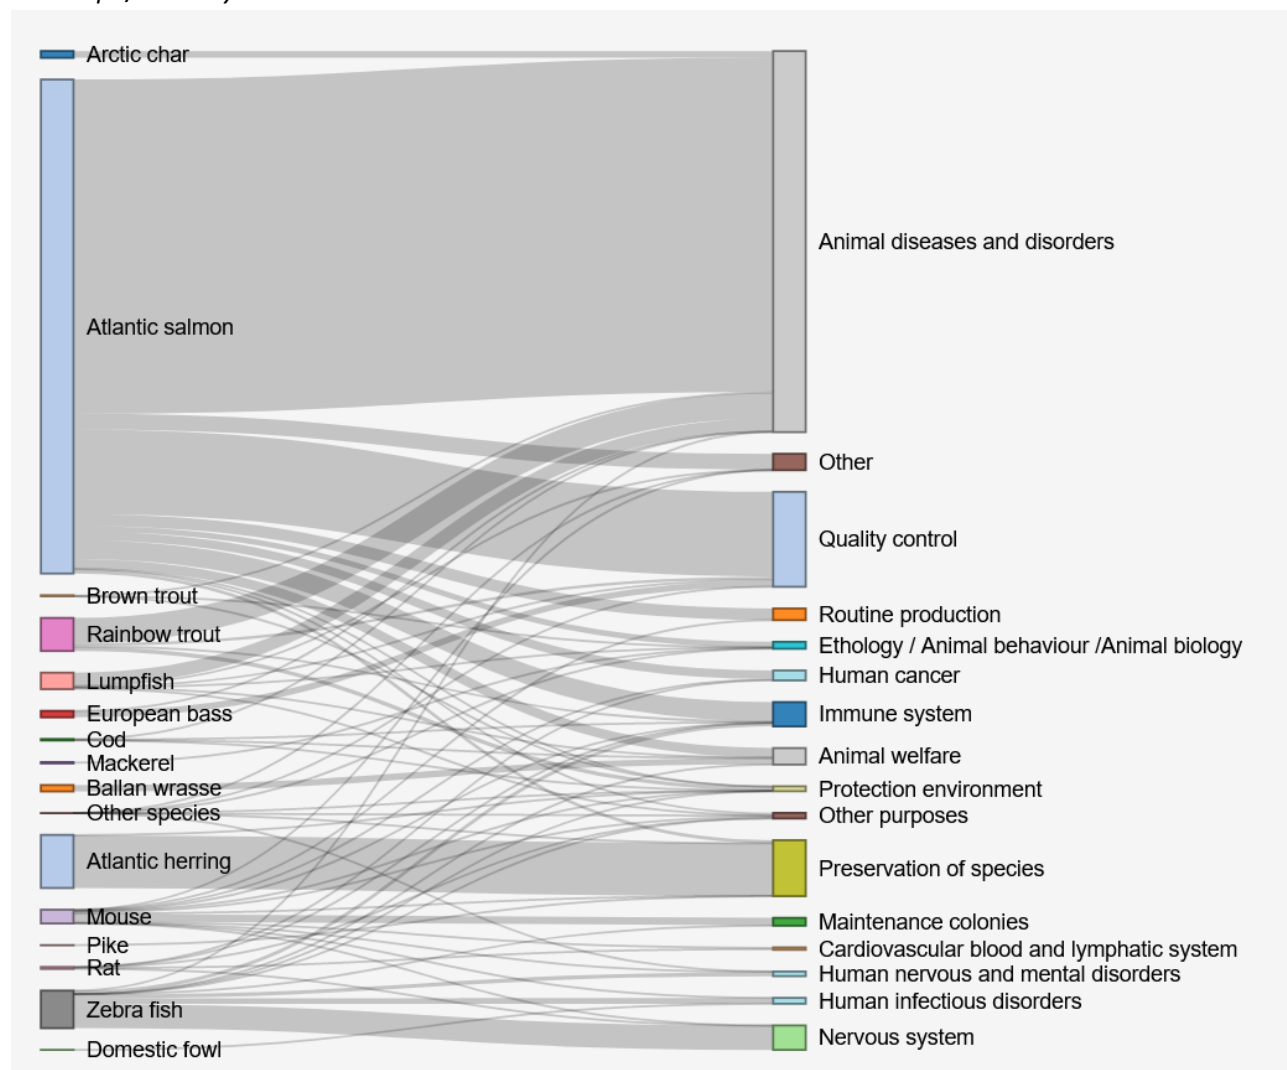 Arctic char
Atlantic salmon
Brown trout
Rainbow trout
Lumpfish
European bass
Cod
Mackerel
Ballan wrasse
Other species
Atlantic herring
Mouse
Pike
Rat
Zebra fish
Domestic fowl
Animal diseases and disorders
Other
Quality control
Routine production
Ethology / Animal behaviour /Animal biology
Human cancer
Immune system
Animal welfare
Protection environment
Other purposes
Preservation of species
Maintenance colonies
Cardiovascular blood and lymphatic system
Human nervous and mental disorders
Human infectious disorders
Nervous system